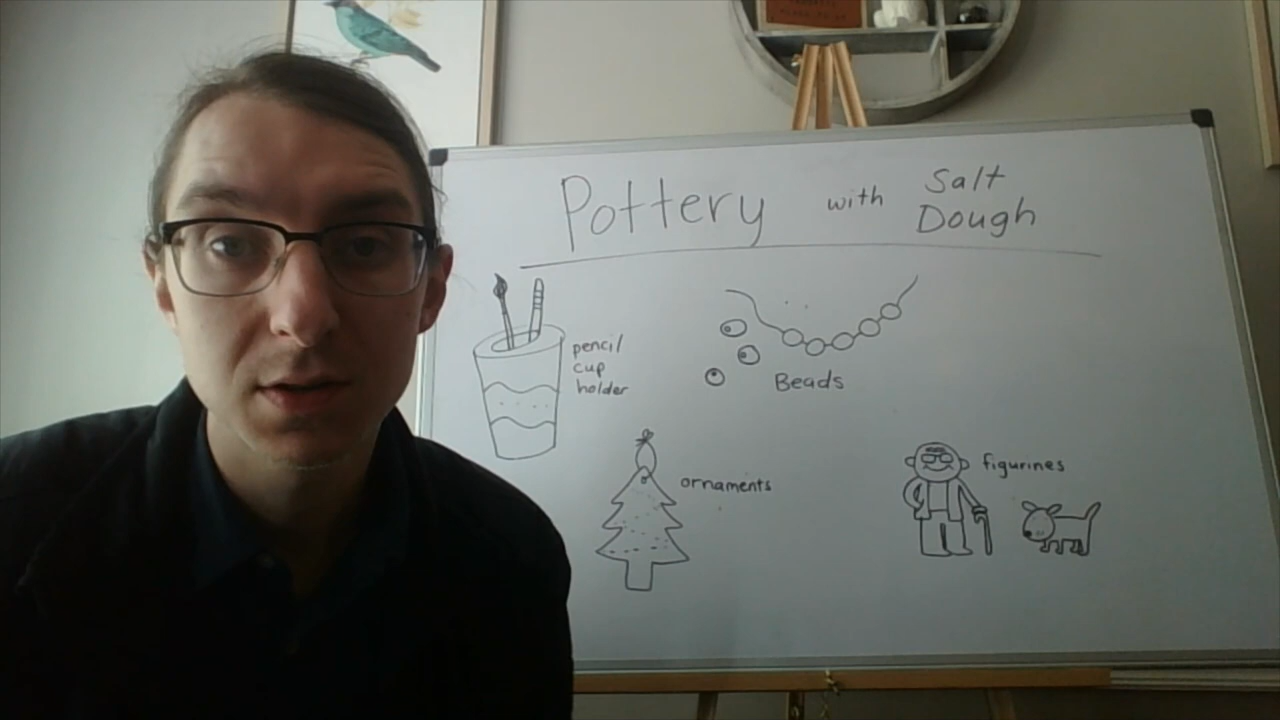 Pottery with Salt
Dough
pencil
cup
holder
Beads
ornaments
figurines